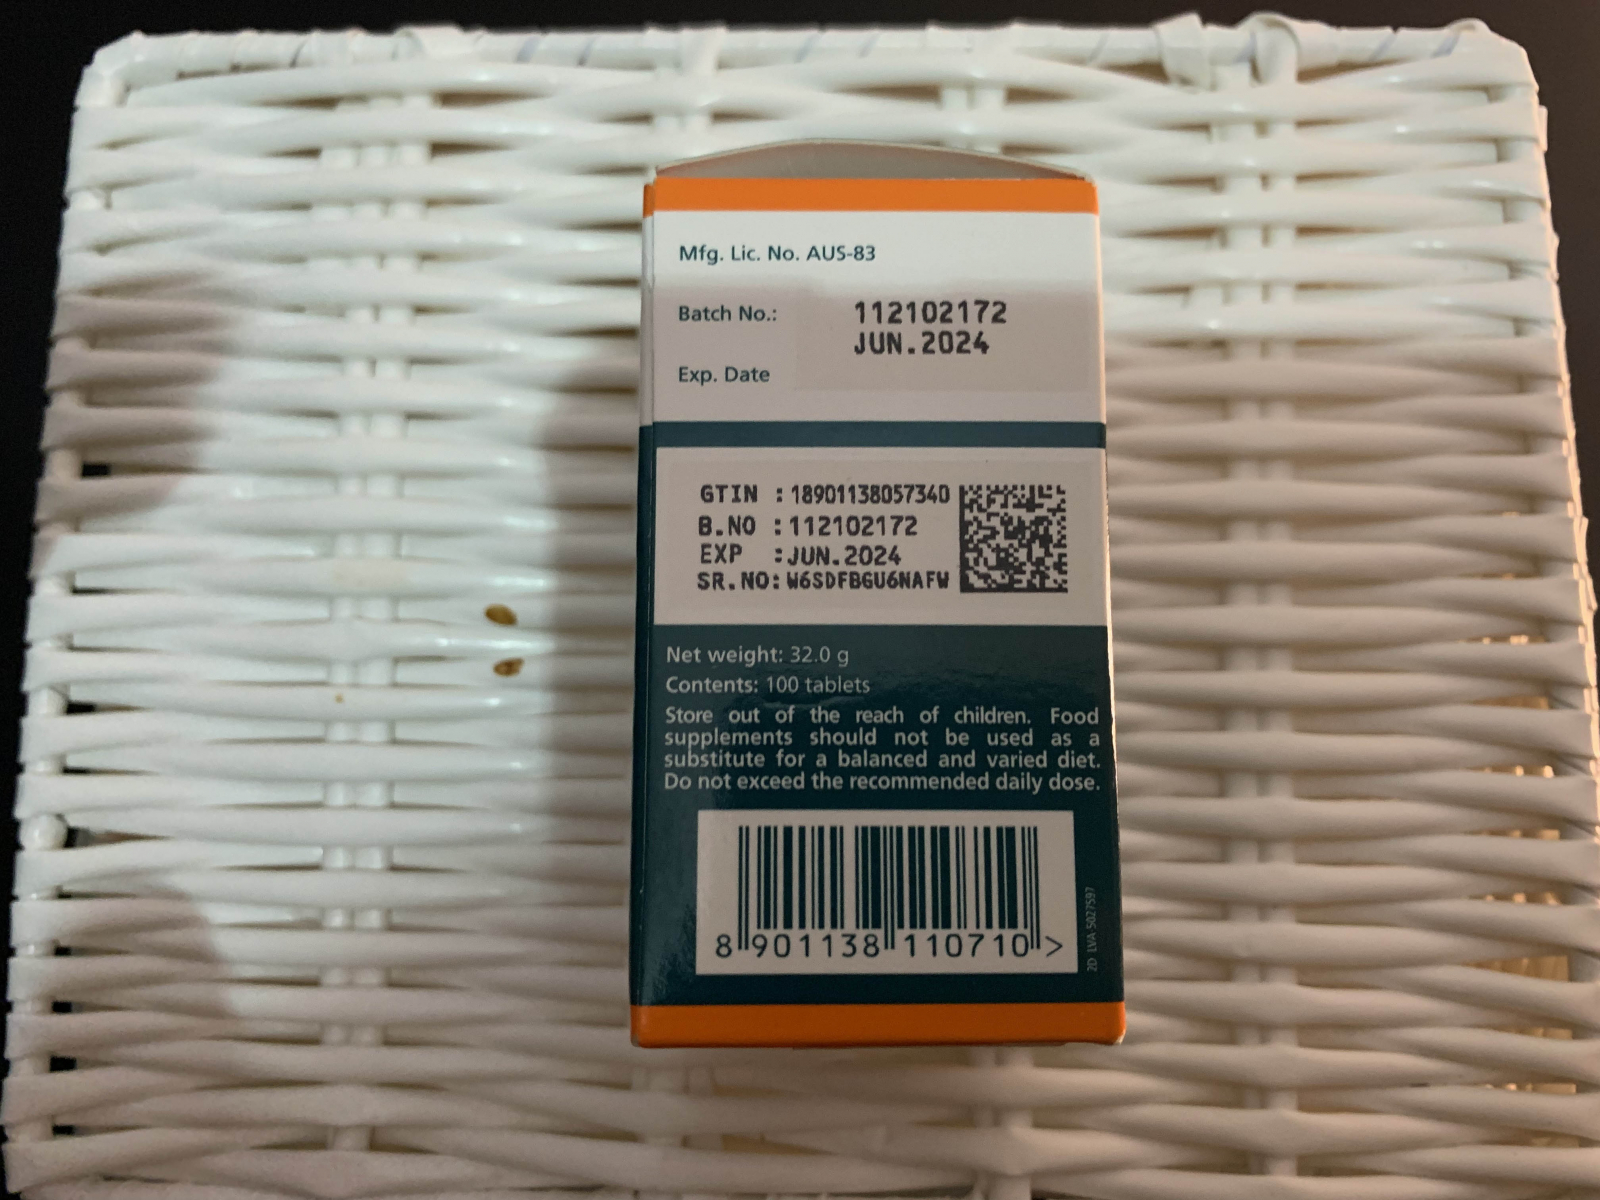 Mfg. Lic. No. AUS-83
Batch No.: 112102172
JUN.2024
Exp. Date
GTIN : 18901138057340
B.NO : 112102172
EXP : JUN.2024
SR.NO: W6SDFBGU6NAFW
Net weight: 32.0 g
Contents: 100 tablets
Store out of the reach of children. Food
supplements should not be used as a
substitute for a balanced and varied diet.
Do not exceed the recommended daily dose.
8 901138 110710 >
2D LVA 5027597